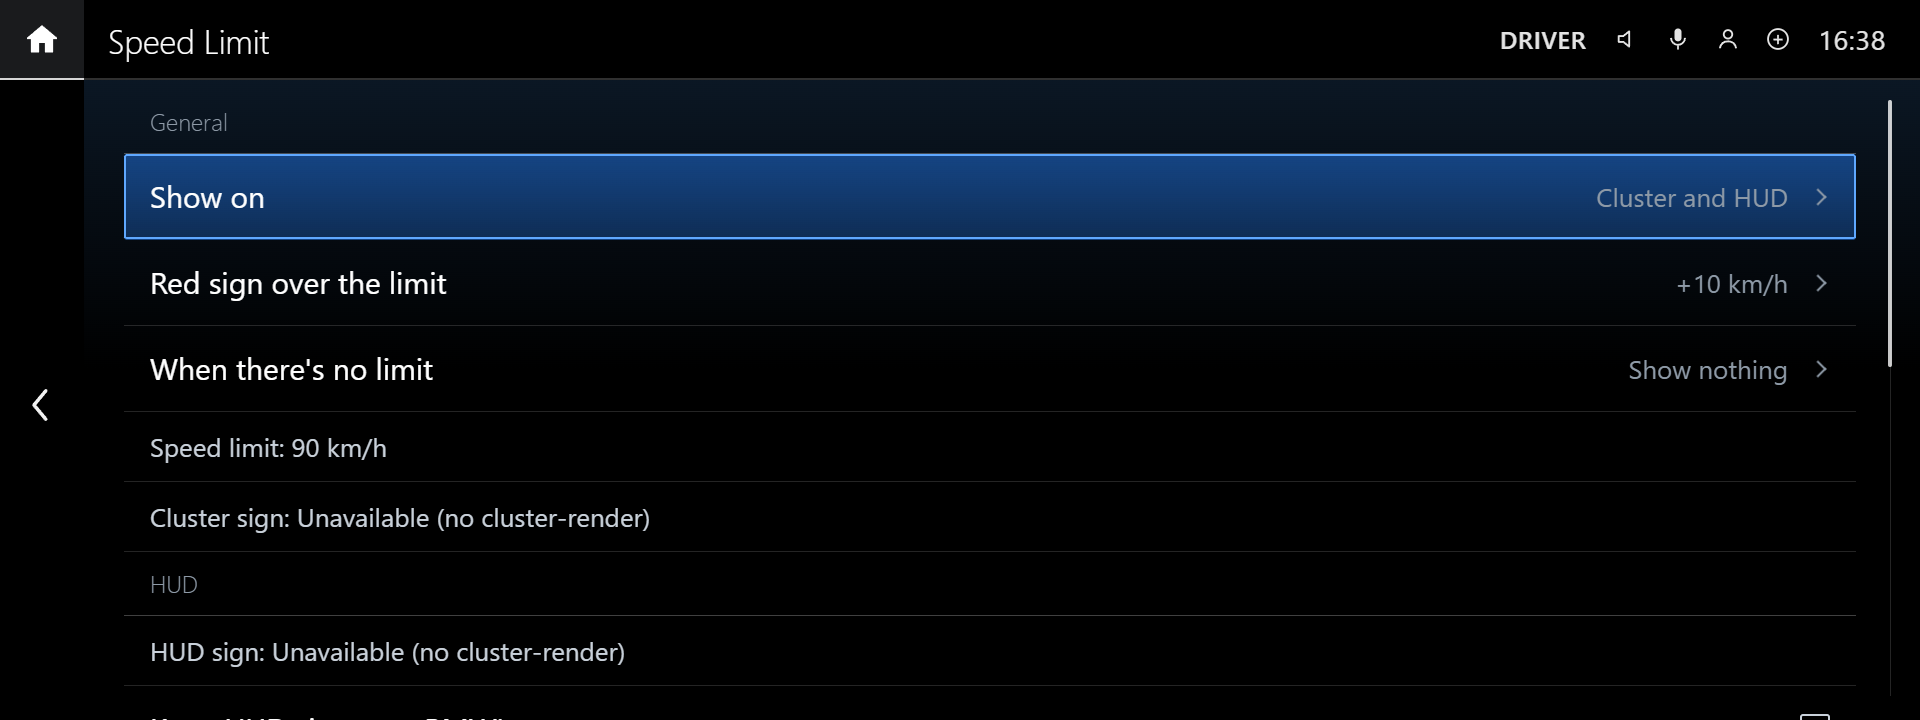 Speed Limit
DRIVER
16:38
General
Show on
Cluster and HUD
Red sign over the limit
+10 km/h
When there's no limit
Show nothing
Speed limit: 90 km/h
Cluster sign: Unavailable (no cluster-render)
HUD
HUD sign: Unavailable (no cluster-render)